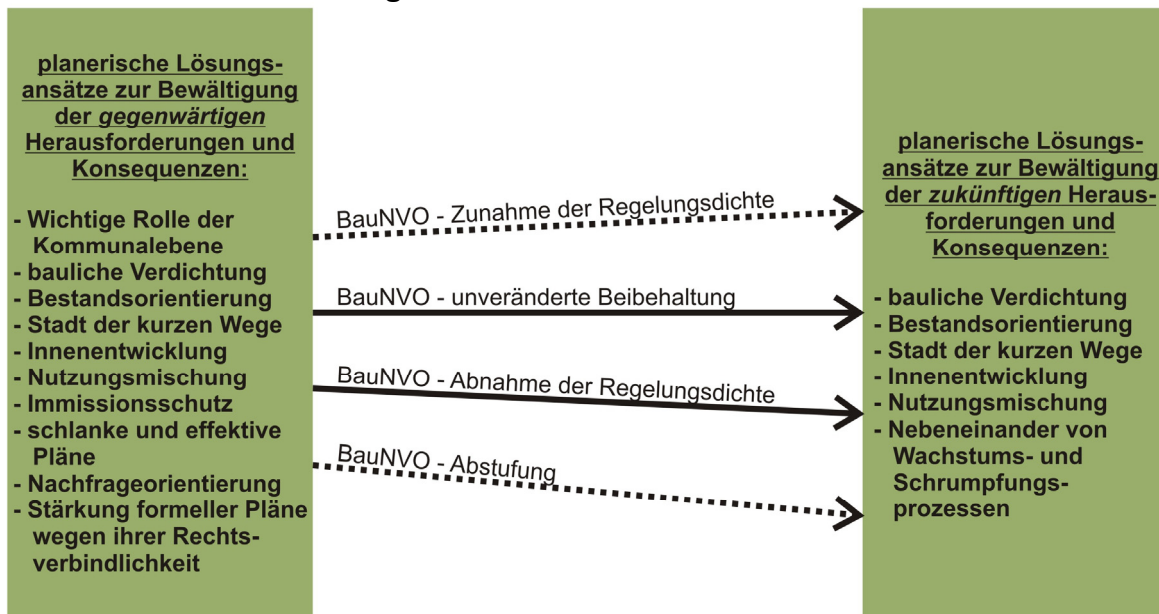 planerische Lösungs-
ansätze zur Bewältigung
der gegenwärtigen
Herausforderungen und
Konsequenzen:
- Wichtige Rolle der
Kommunalebene
- bauliche Verdichtung
- Bestandsorientierung
- Stadt der kurzen Wege
- Innenentwicklung
- Nutzungsmischung
- Immissionsschutz
- schlanke und effektive
Pläne
- Nachfrageorientierung
- Stärkung formeller Pläne
wegen ihrer Rechts-
verbindlichkeit
BauNVO - Zunahme der Regelungsdichte
BauNVO - unveränderte Beibehaltung
BauNVO - Abnahme der Regelungsdichte
BauNVO - Abstufung
planerische Lösungs-
ansätze zur Bewältigung
der zukünftigen Heraus-
forderungen und
Konsequenzen:
- bauliche Verdichtung
- Bestandsorientierung
- Stadt der kurzen Wege
- Innenentwicklung
- Nutzungsmischung
- Nebeneinander von
Wachstums- und
Schrumpfungs-
prozessen